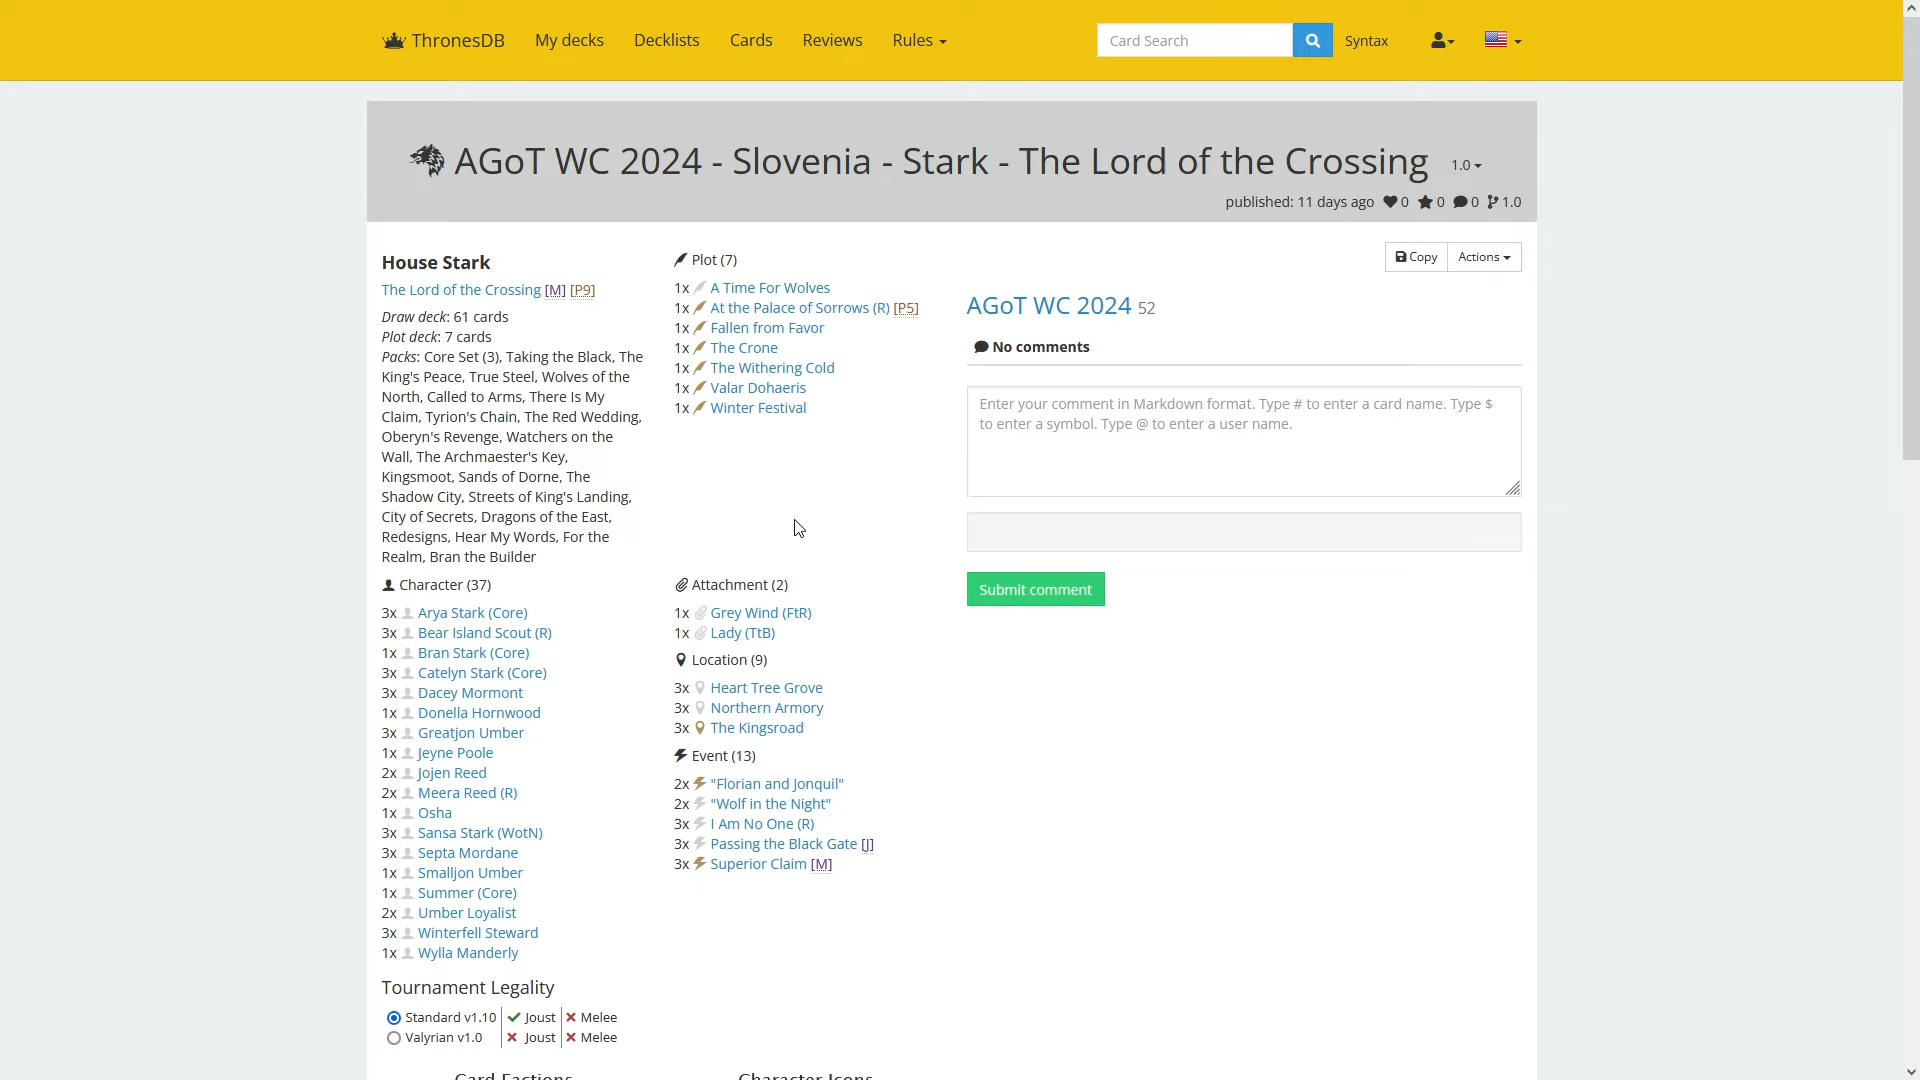 ThronesDB My decks Decklists Cards Reviews Rules Card Search Syntax
AGoT WC 2024 - Slovenia - Stark - The Lord of the Crossing 1.0
published: 11 days ago 0 0 0 1.0
House Stark
The Lord of the Crossing [M] [P9]
Draw deck: 61 cards
Plot deck: 7 cards
Packs: Core Set (3), Taking the Black, The
King's Peace, True Steel, Wolves of the
North, Called to Arms, There Is My
Claim, Tyrion's Chain, The Red Wedding,
Oberyn's Revenge, Watchers on the
Wall, The Archmaester's Key,
Kingsmoot, Sands of Dorne, The
Shadow City, Streets of King's Landing,
City of Secrets, Dragons of the East,
Redesigns, Hear My Words, For the
Realm, Bran the Builder
Plot (7)
1x A Time For Wolves
1x At the Palace of Sorrows (R) [P5]
1x Fallen from Favor
1x The Crone
1x The Withering Cold
1x Valar Dohaeris
1x Winter Festival
Character (37)
3x Arya Stark (Core)
3x Bear Island Scout (R)
1x Bran Stark (Core)
3x Catelyn Stark (Core)
3x Dacey Mormont
1x Donella Hornwood
3x Greatjon Umber
1x Jeyne Poole
2x Jojen Reed
2x Meera Reed (R)
1x Osha
3x Sansa Stark (WotN)
3x Septa Mordane
1x Smalljon Umber
1x Summer (Core)
2x Umber Loyalist
3x Winterfell Steward
1x Wylla Manderly
Attachment (2)
1x Grey Wind (FtR)
1x Lady (TtB)
Location (9)
3x Heart Tree Grove
3x Northern Armory
3x The Kingsroad
Event (13)
2x "Florian and Jonquil"
2x "Wolf in the Night"
3x I Am No One (R)
3x Passing the Black Gate [J]
3x Superior Claim [M]
Tournament Legality
Standard v1.10 Joust Melee
Valyrian v1.0 Joust Melee
Card Factions Character Icons
Copy Actions
AGoT WC 2024 52
No comments
Enter your comment in Markdown format. Type # to enter a card name. Type $
to enter a symbol. Type @ to enter a user name.
Submit comment